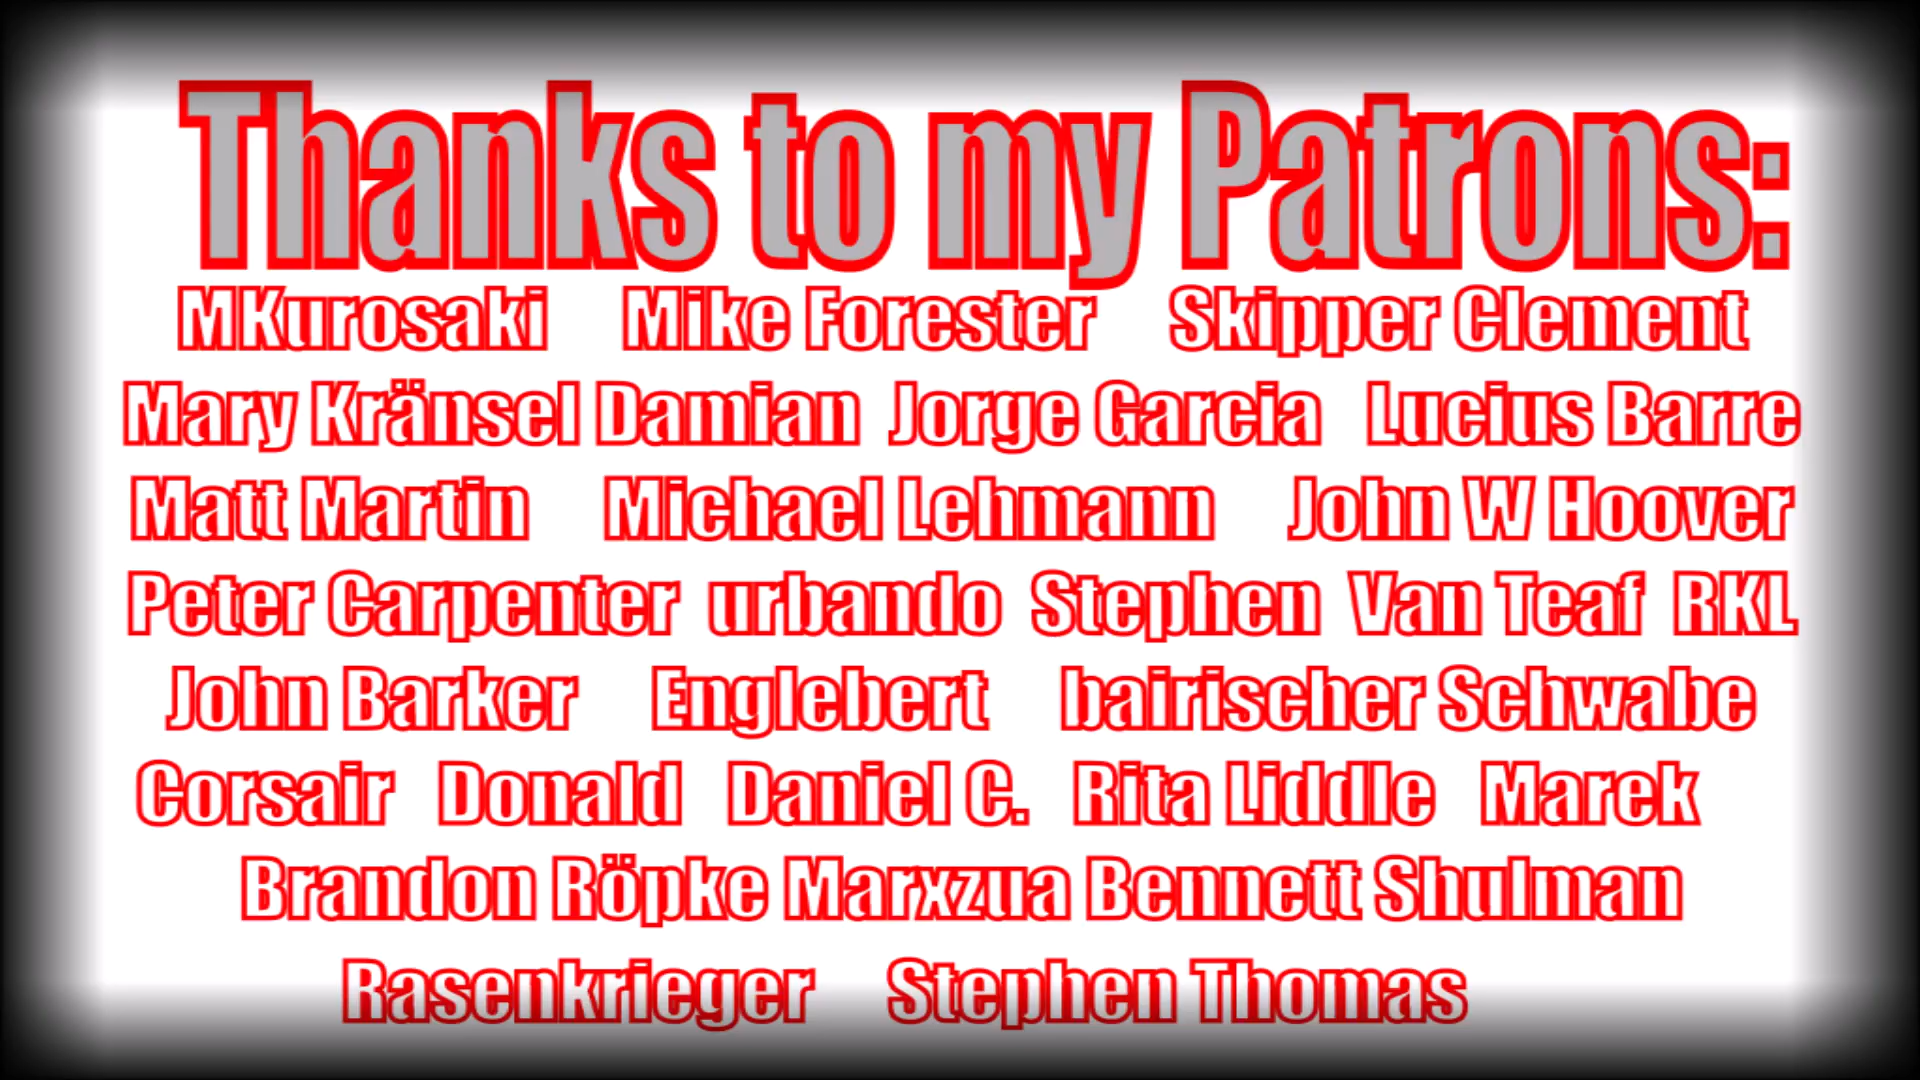 Thanks to my Patrons:
MKurosaki Mike Forester Skipper Clement
Mary Kränsel Damian Jorge Garcia Lucius Barre
Matt Martin Michael Lehmann John W Hoover
Peter Carpenter urbando Stephen Van Teaf RKL
John Barker Englebert bairischer Schwabe
Corsair Donald Daniel C. Rita Liddle Marek
Brandon Röpke Marxzua Bennett Shulman
Rasenkrieger Stephen Thomas